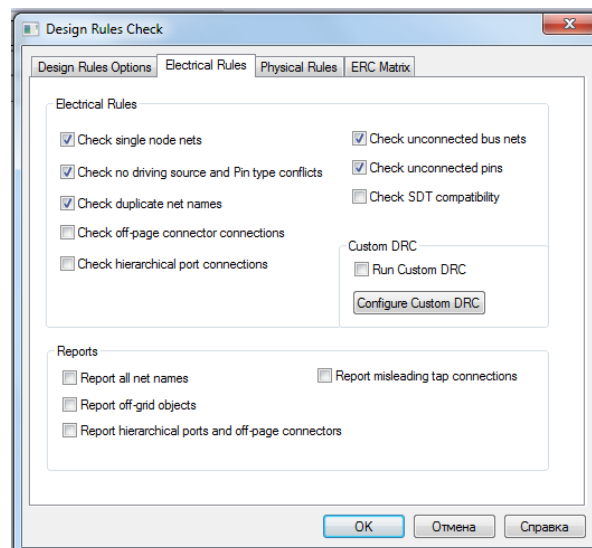 Design Rules Check
Design Rules Options Electrical Rules Physical Rules ERC Matrix
Electrical Rules
Check single node nets
Check no driving source and Pin type conflicts
Check duplicate net names
Check off-page connector connections
Check hierarchical port connections
Check unconnected bus nets
Check unconnected pins
Check SDT compatibility
Custom DRC
Run Custom DRC
Configure Custom DRC
Reports
Report all net names
Report off-grid objects
Report hierarchical ports and off-page connectors
Report misleading tap connections
OK Отмена Справка